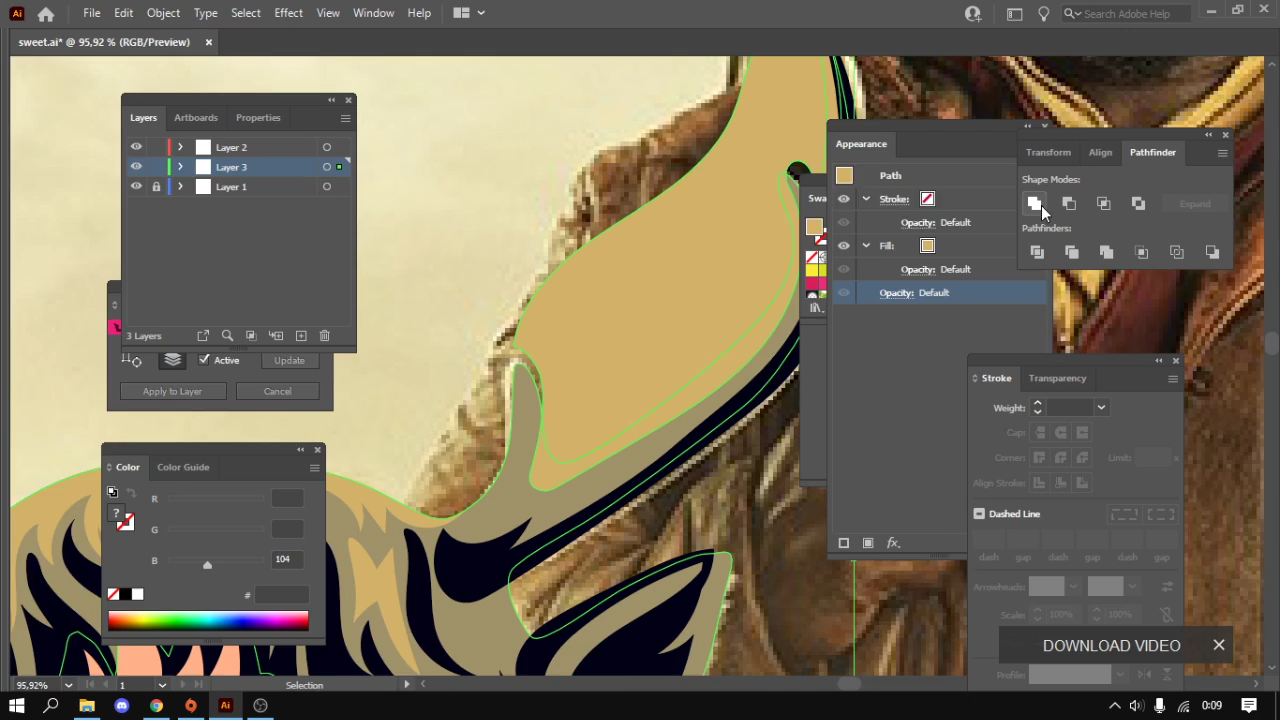 Ai File Edit Object Type Select Effect View Window Help Search Adobe Help
sweet.ai* @ 95,92 % (RGB/Preview) ×
Layers Artboards Properties
Layer 2
Layer 3
Layer 1
3 Layers
Active Update
Apply to Layer Cancel
Color Color Guide
R
G
B 104
#
Appearance
Path
Stroke:
Opacity: Default
Fill:
Opacity: Default
Opacity: Default
fx
Swa
Transform Align Pathfinder
Shape Modes:
Expand
Pathfinders:
Stroke Transparency
Weight:
Cap:
Corner: Limit: x
Align Stroke:
Dashed Line
dash gap dash gap dash gap
Arrowheads:
Scale: 100% 100%
Profile:
DOWNLOAD VIDEO
95,92% 1 Selection
Ai 0:09